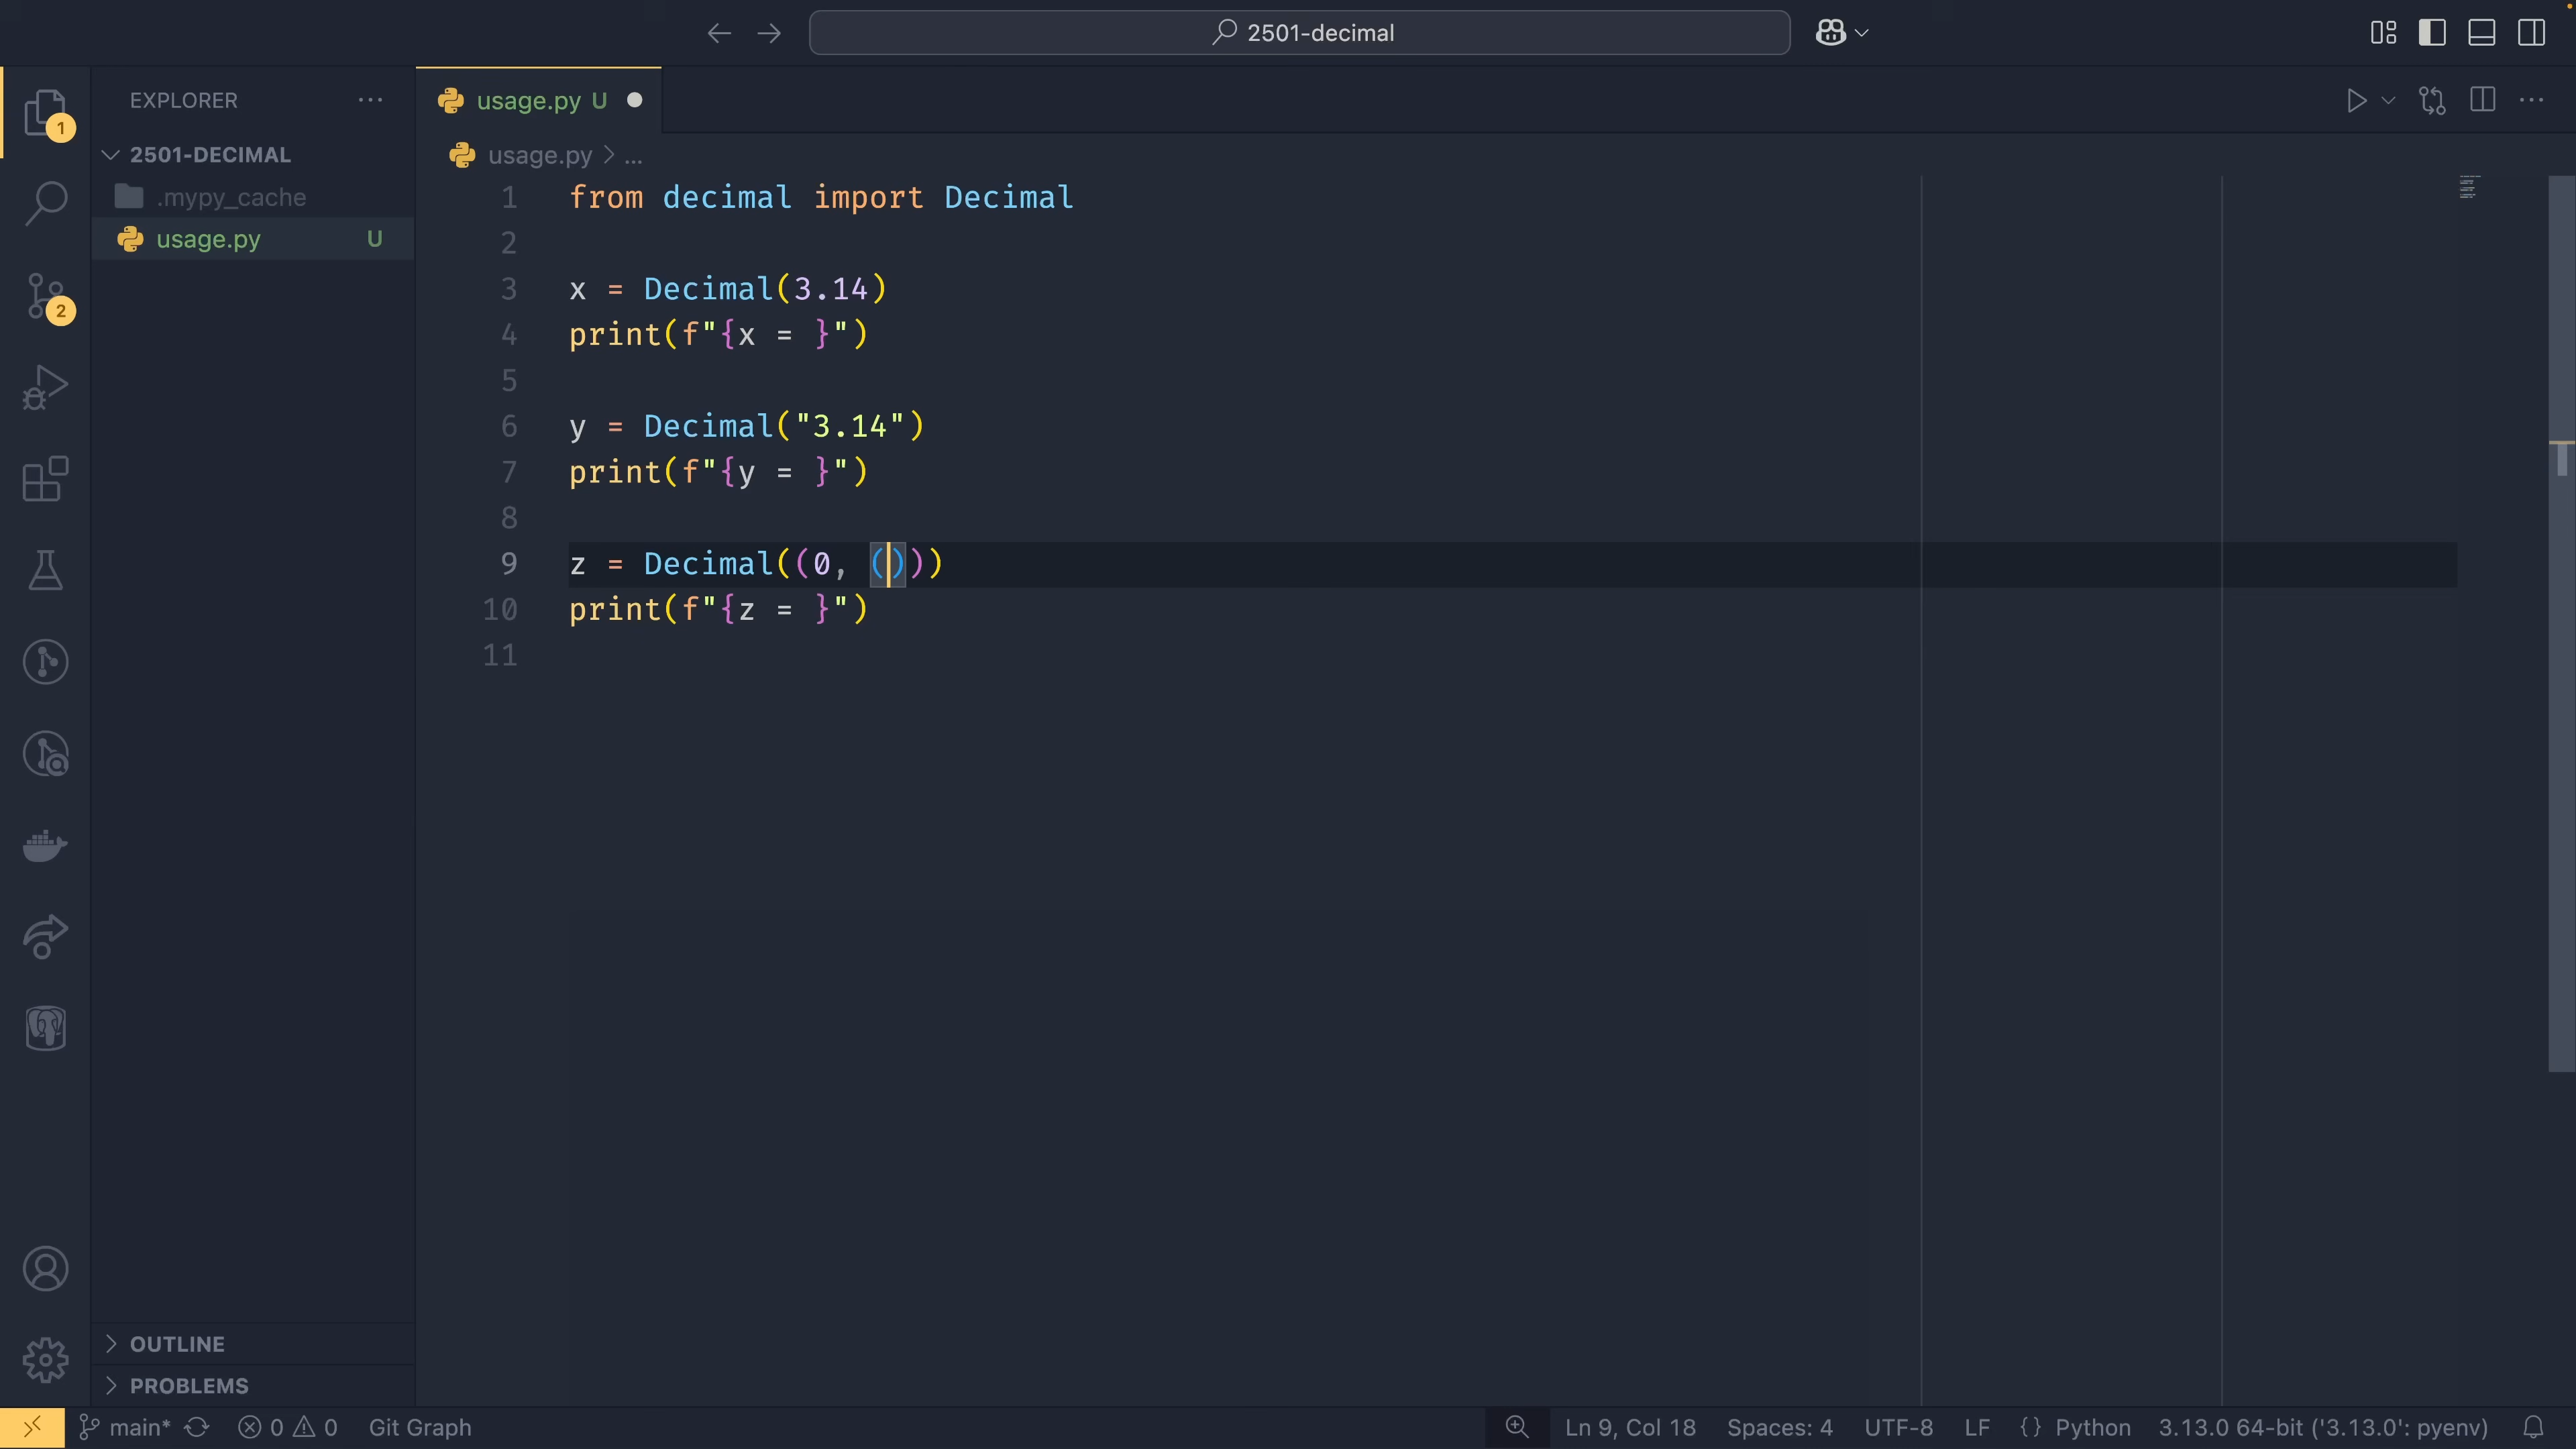 2501-decimal
EXPLORER
2501-DECIMAL
.mypy_cache
usage.py U
1
2
usage.py U
usage.py > ...
1 from decimal import Decimal
2
3 x = Decimal(3.14)
4 print(f"{x = }")
5
6 y = Decimal("3.14")
7 print(f"{y = }")
8
9 z = Decimal((0, ()))
10 print(f"{z = }")
11
OUTLINE
PROBLEMS
main* 0 0 Git Graph Ln 9, Col 18 Spaces: 4 UTF-8 LF {} Python 3.13.0 64-bit ('3.13.0': pyenv)